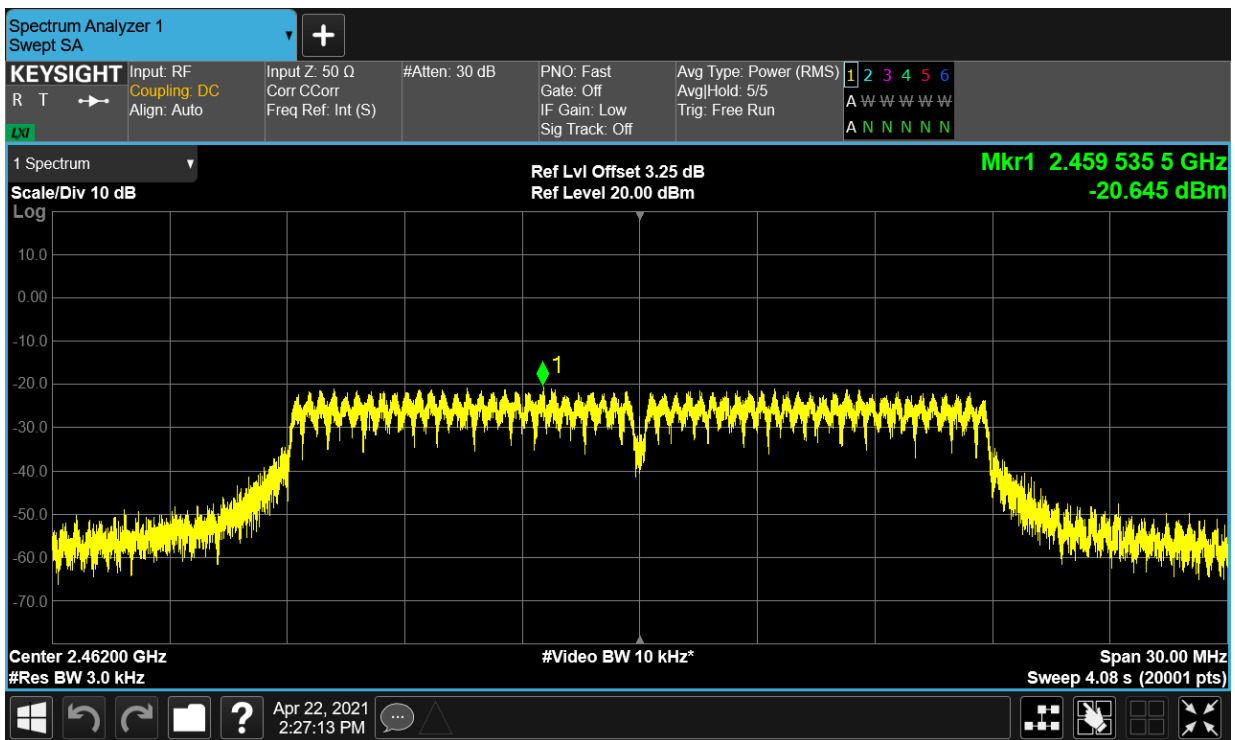 Spectrum Analyzer 1
Swept SA
+
KEYSIGHT
R T
LXI
Input: RF
Coupling: DC
Align: Auto
Input Z: 50 Ω
Corr CCorr
Freq Ref: Int (S)
#Atten: 30 dB
PNO: Fast
Gate: Off
IF Gain: Low
Sig Track: Off
Avg Type: Power (RMS)
Avg|Hold: 5/5
Trig: Free Run
1 2 3 4 5 6
A W W W W W
A N N N N N
1 Spectrum
Scale/Div 10 dB
Ref Lvl Offset 3.25 dB
Ref Level 20.00 dBm
Mkr1 2.459 535 5 GHz
-20.645 dBm
Log
10.0
0.00
-10.0
-20.0
-30.0
-40.0
-50.0
-60.0
-70.0
1
Center 2.46200 GHz
#Res BW 3.0 kHz
#Video BW 10 kHz*
Span 30.00 MHz
Sweep 4.08 s (20001 pts)
?
Apr 22, 2021
2:27:13 PM